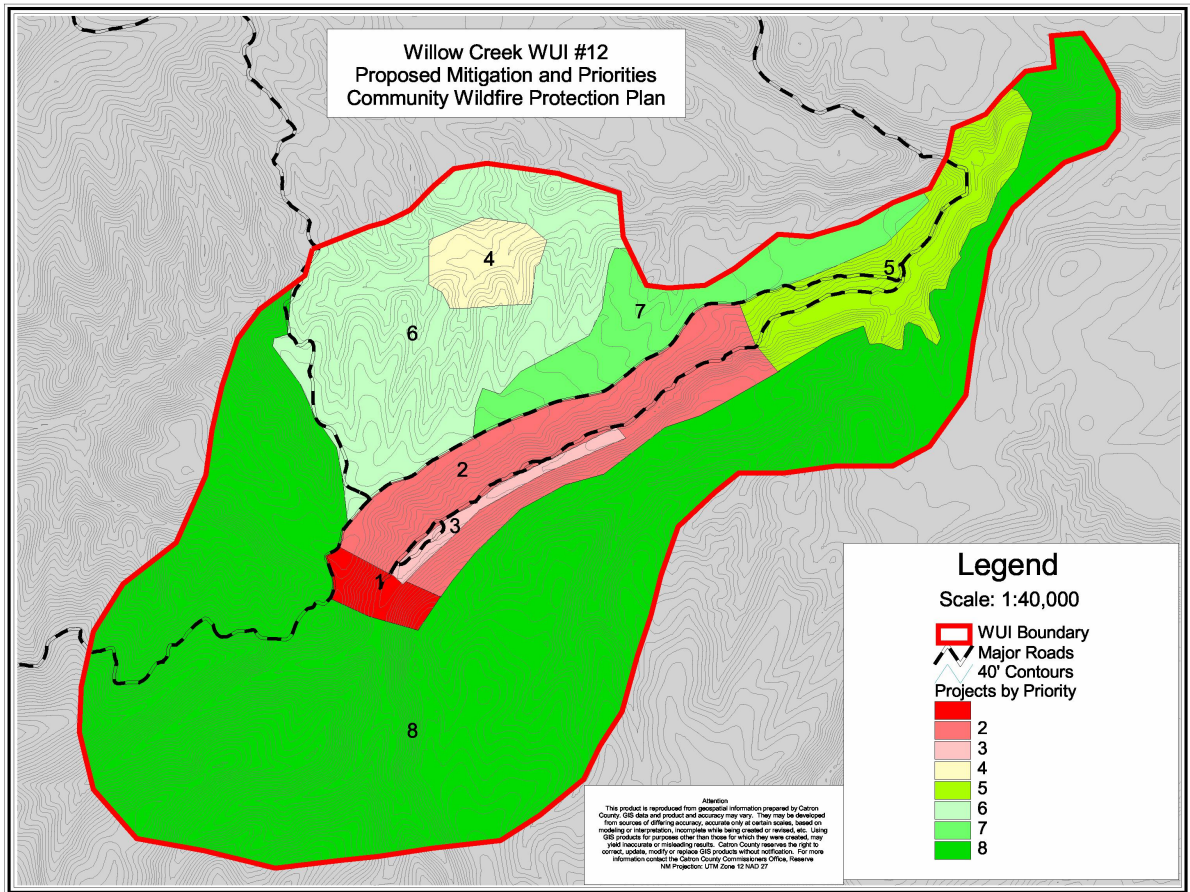 Willow Creek WUI #12
Proposed Mitigation and Priorities
Community Wildfire Protection Plan
4
5
7
6
2
3
1
8
Legend
Scale: 1:40,000
WUI Boundary
Major Roads
40' Contours
Projects by Priority
2
3
4
5
6
7
8
Attention
This product is reproduced from geospatial information prepared by Catron
County. GIS data and product and accuracy may vary. They may be developed
from sources of differing accuracy, accurate only at certain scales, based on
modeling or interpretation, incomplete while being created or revised, etc. Using
GIS products for purposes other than those for which they were created, may
yield inaccurate or misleading results. Catron County reserves the right to
correct, update, modify or replace GIS products without notification. For more
information contact the Catron County Commissioners Office, Reserve
NM Projection: UTM Zone 12 NAD 27